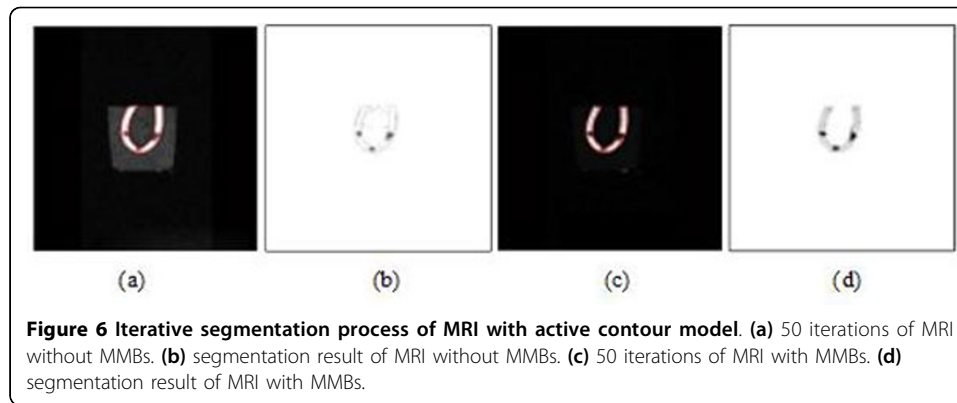 (a) (b) (c) (d)
Figure 6 Iterative segmentation process of MRI with active contour model. (a) 50 iterations of MRI
without MMBs. (b) segmentation result of MRI without MMBs. (c) 50 iterations of MRI with MMBs. (d)
segmentation result of MRI with MMBs.